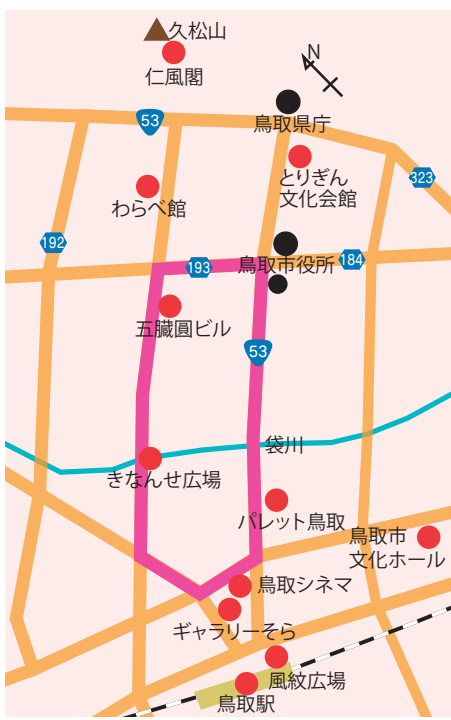 久松山
仁風閣
N
53
鳥取県庁
とりぎん
文化会館
323
わらべ館
192
193
鳥取市役所
184
五臓圓ビル
53
袋川
きなんせ広場
パレット鳥取
鳥取市
文化ホール
鳥取シネマ
ギャラリーそら
風紋広場
鳥取駅